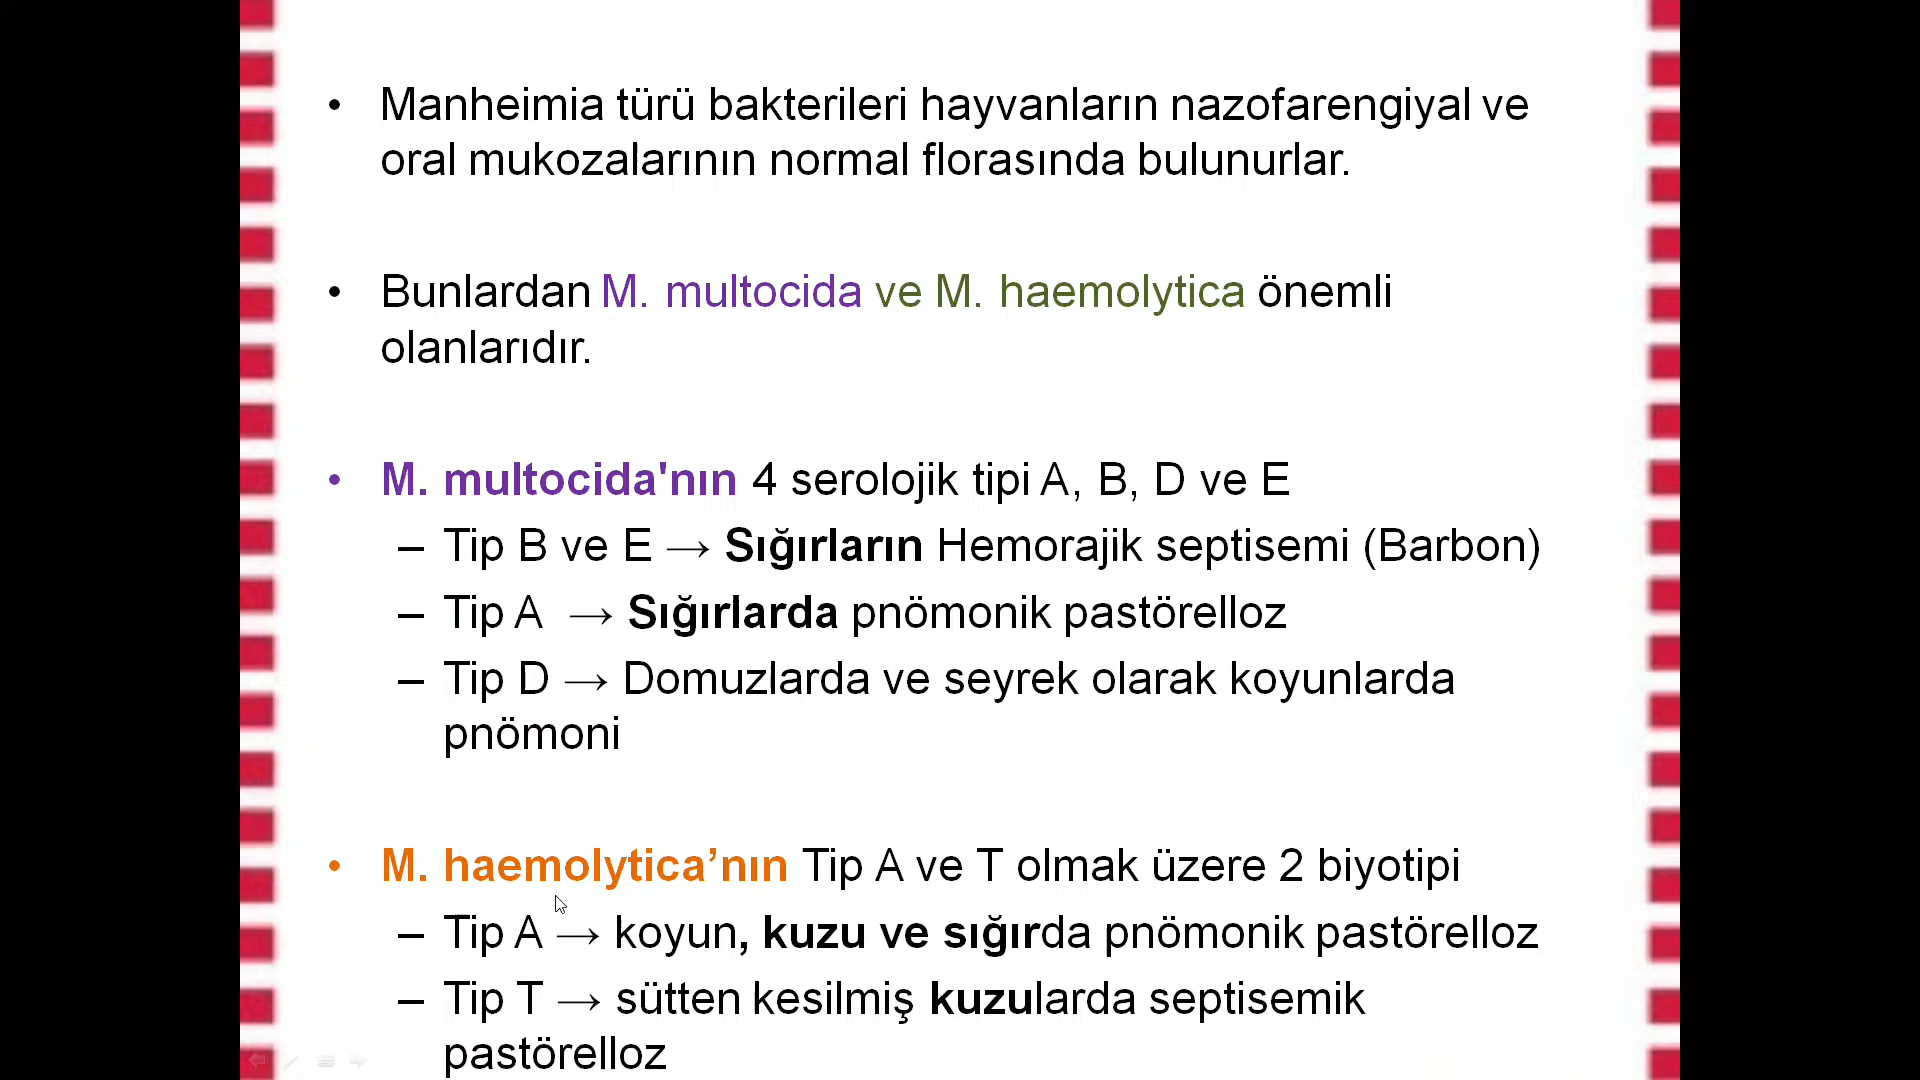 • Manheimia türü bakterileri hayvanların nazofarengiyal ve
oral mukozalarının normal florasında bulunurlar.
• Bunlardan M. multocida ve M. haemolytica önemli
olanlarıdır.
• M. multocida'nın 4 serolojik tipi A, B, D ve E
– Tip B ve E → Sığırların Hemorajik septisemi (Barbon)
– Tip A → Sığırlarda pnömonik pastörelloz
– Tip D → Domuzlarda ve seyrek olarak koyunlarda
pnömoni
• M. haemolytica’nın Tip A ve T olmak üzere 2 biyotipi
– Tip A → koyun, kuzu ve sığırda pnömonik pastörelloz
– Tip T → sütten kesilmiş kuzularda septisemik
pastörelloz